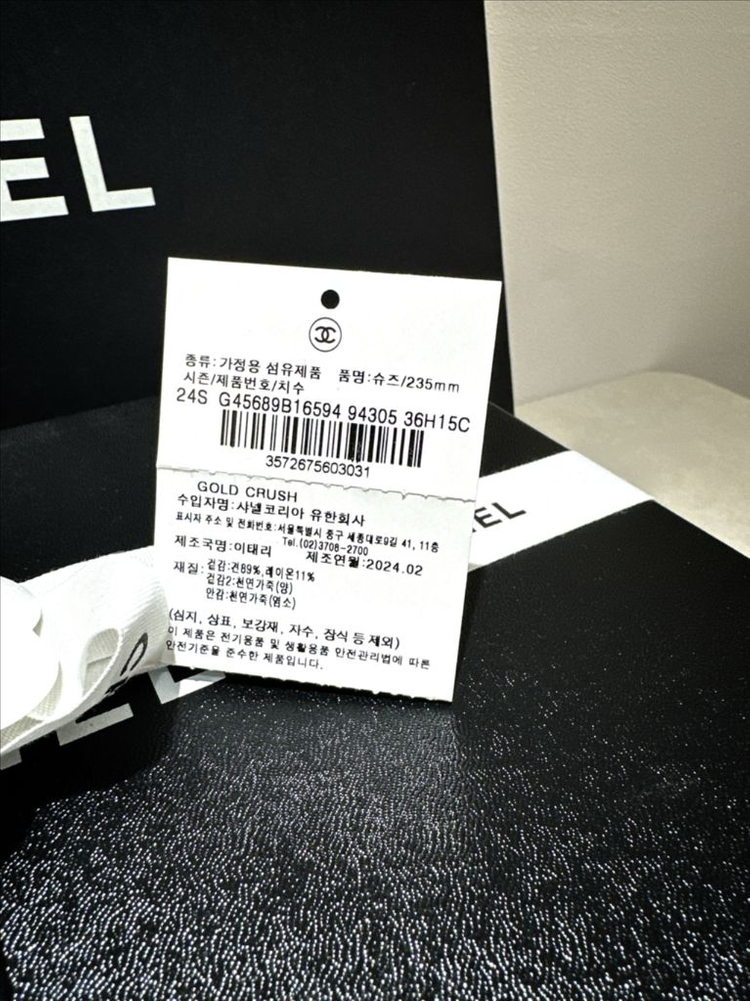 EL
종류:가정용 섬유제품 품명:슈즈/235mm
시즌/제품번호/치수
24S G45689B16594 94305 36H15C
3572675603031
GOLD CRUSH
수입자명:샤넬코리아 유한회사
표시자 주소 및 전화번호:서울특별시 중구 세종대로9길 41, 11층
Tel.(02)3708-2700
제조국명:이태리 제조연월:2024.02
재질:겉감:견89%,레이온11%
겉감2:천연가죽(양)
안감:천연가죽(염소)
(심지, 상표, 보강재, 자수, 장식 등 제외)
이 제품은 전기용품 및 생활용품 안전관리법에 따른
안전기준을 준수한 제품입니다.
EL